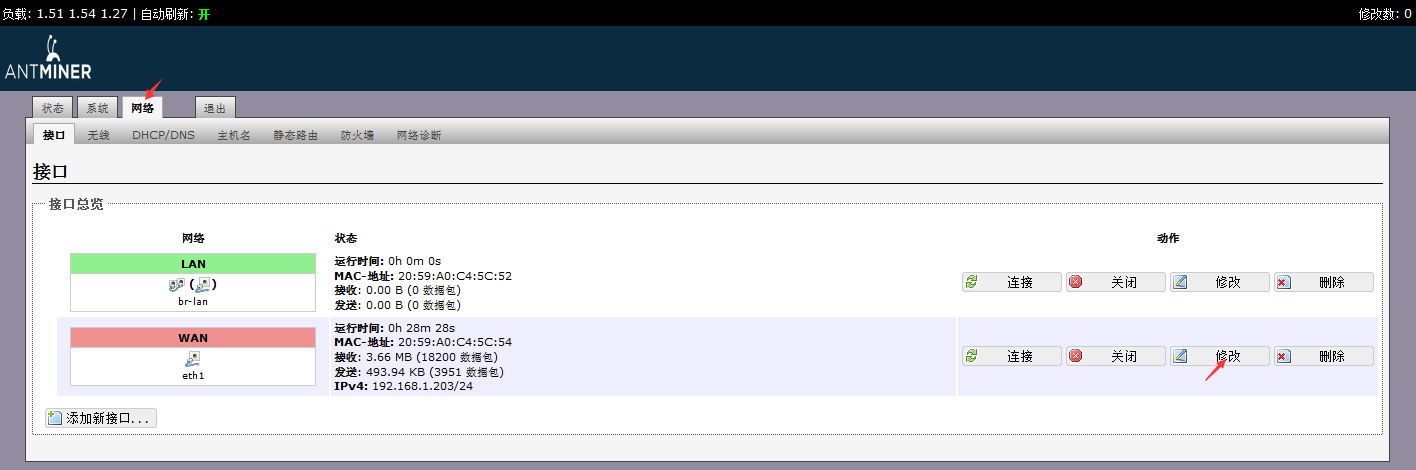 负载: 1.51 1.54 1.27 | 自动刷新: 开
修改数: 0
ANTMINER
状态 系统 网络 退出
接口 无线 DHCP/DNS 主机名 静态路由 防火墙 网络诊断
接口
接口总览
网络 状态 动作
LAN
( )
br-lan
运行时间: 0h 0m 0s
MAC-地址: 20:59:A0:C4:5C:52
接收: 0.00 B (0 数据包)
发送: 0.00 B (0 数据包)
连接 关闭 修改 删除
WAN
eth1
运行时间: 0h 28m 28s
MAC-地址: 20:59:A0:C4:5C:54
接收: 3.66 MB (18200 数据包)
发送: 493.94 KB (3951 数据包)
IPv4: 192.168.1.203/24
连接 关闭 修改 删除
添加新接口...